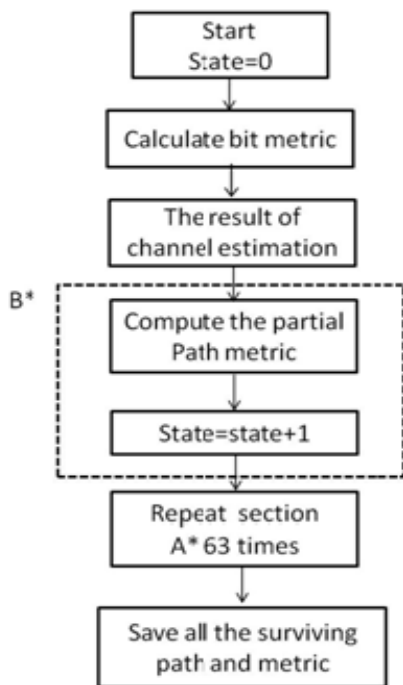 Start
State=0
Calculate bit metric
The result of
channel estimation
B*
Compute the partial
Path metric
State=state+1
Repeat section
A* 63 times
Save all the surviving
path and metric